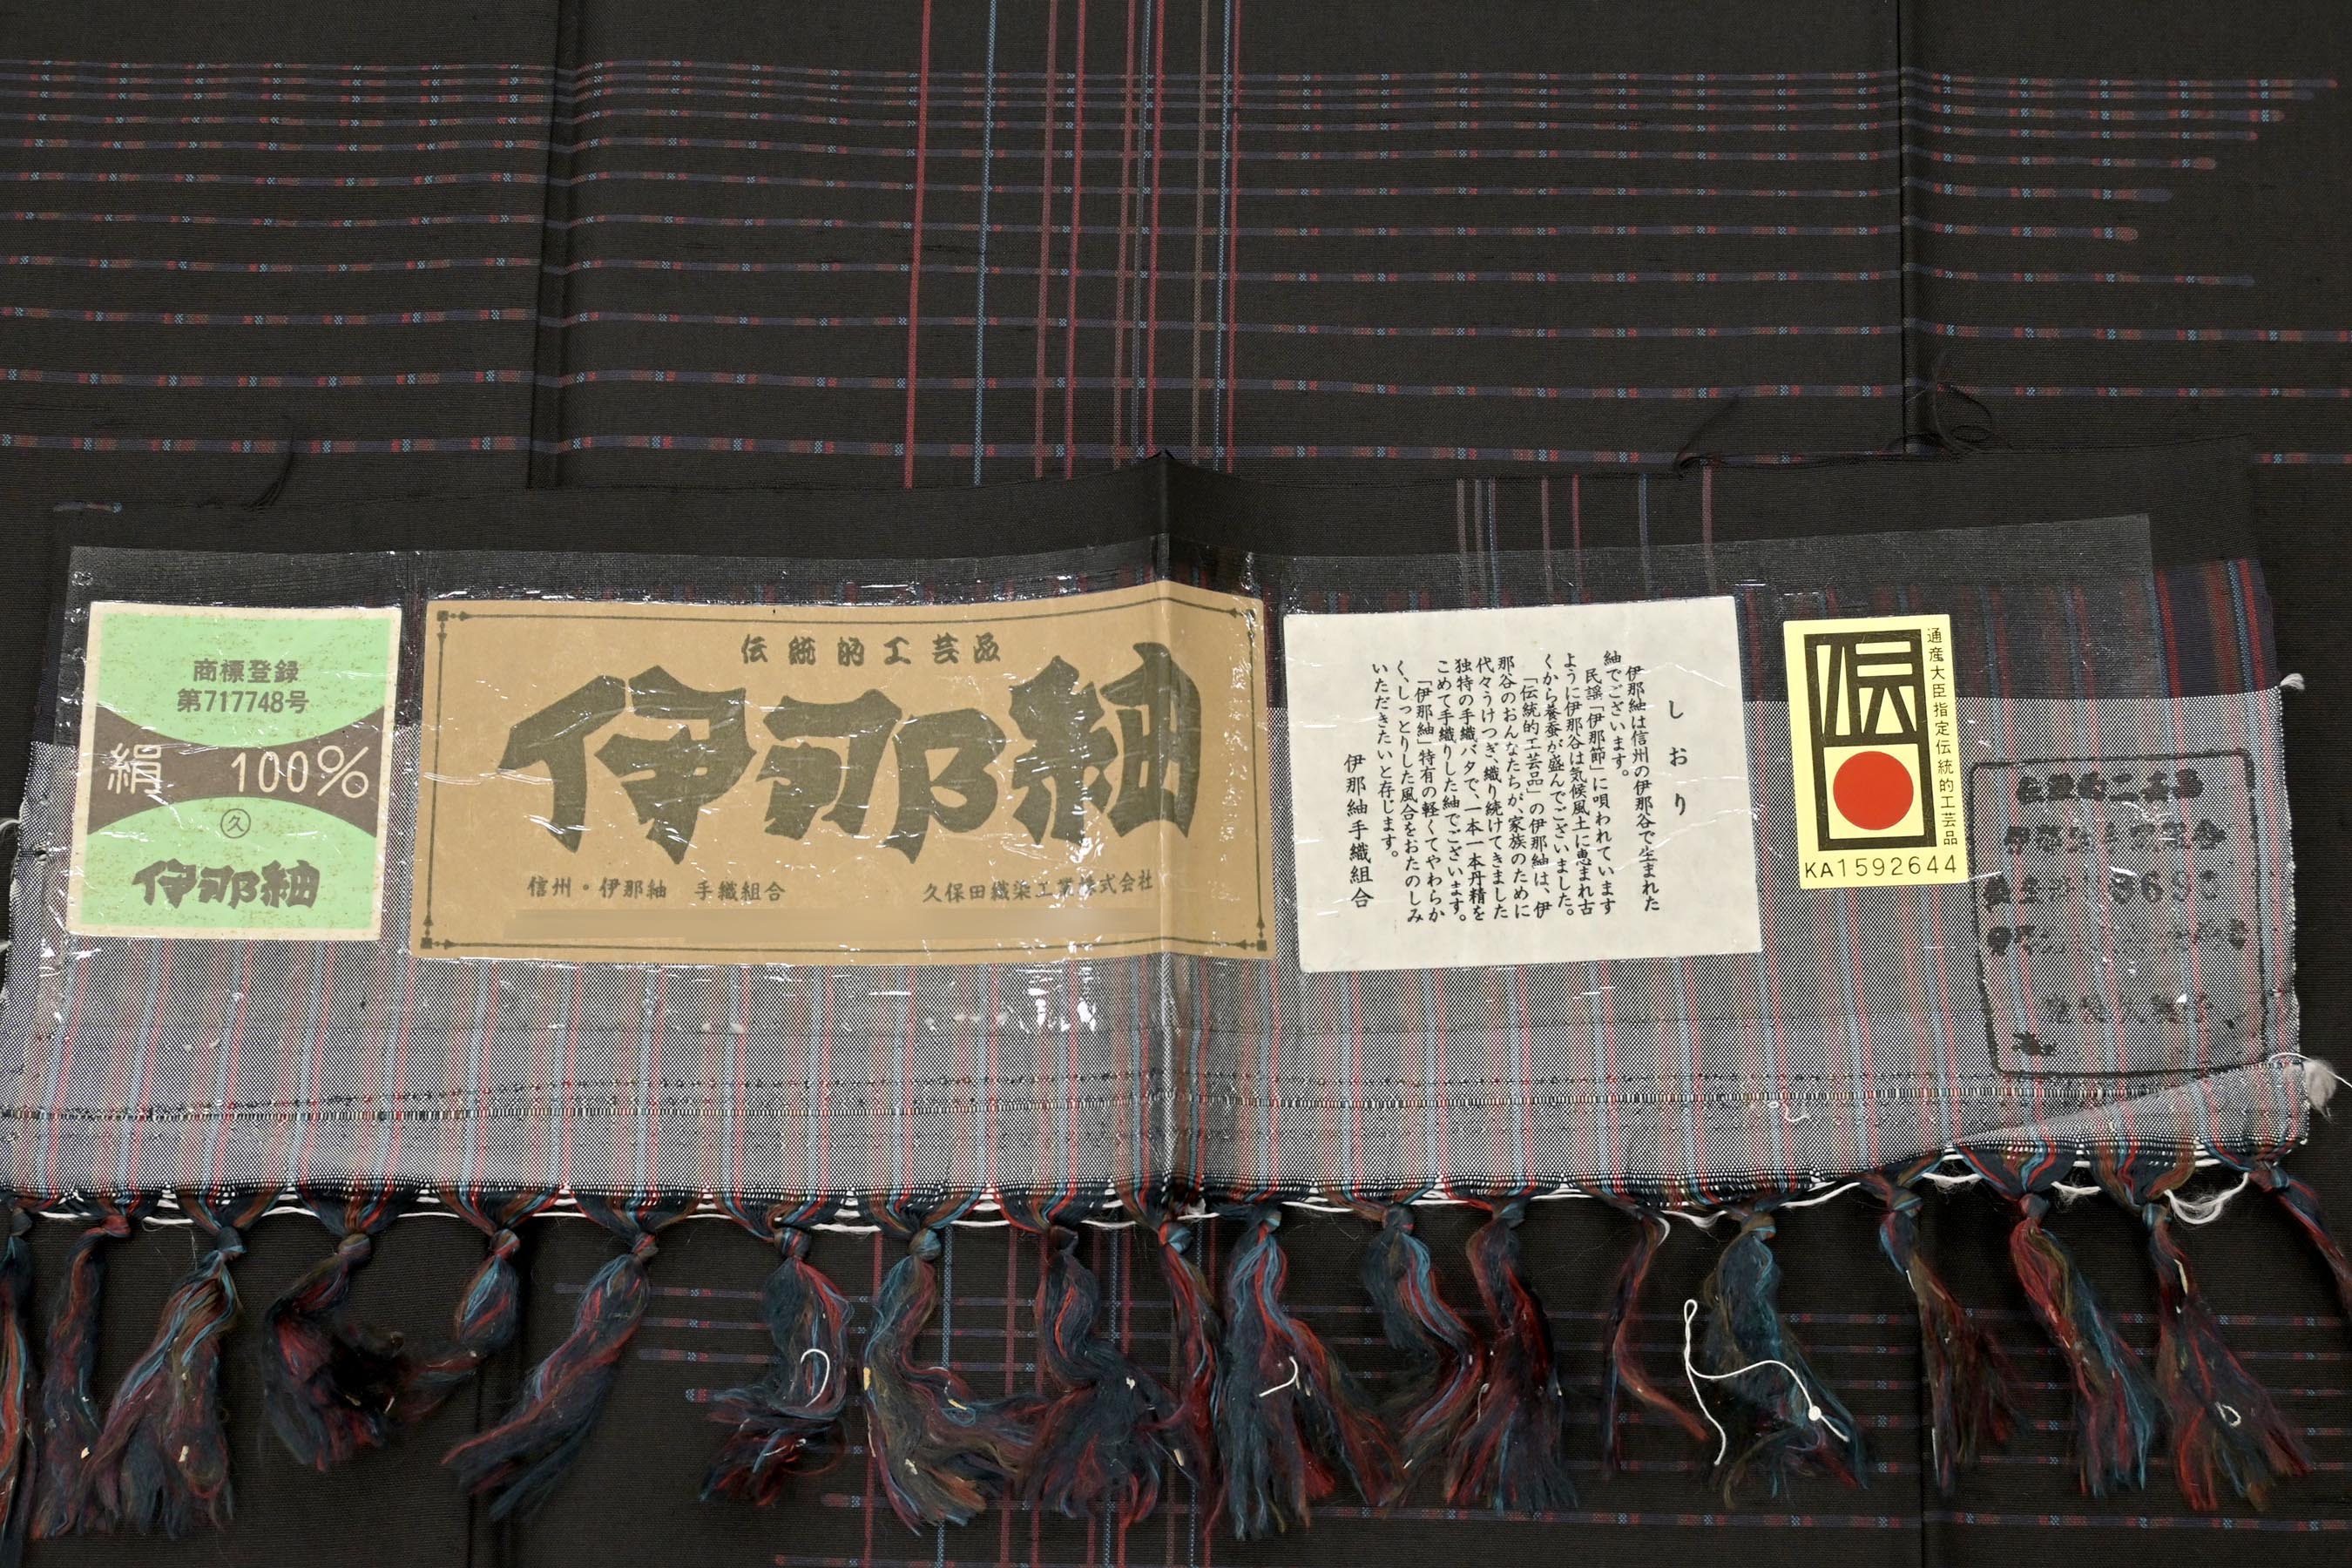 商標登録
第717748号
絹 100%
久
伊那紬
伝統的工芸品
伊那紬
信州・伊那紬 手織組合
久保田織染工業株式会社
しおり
伊那紬は信州の伊那谷で生まれた
紬でございます。
民謡「伊那節」に唄われています
ように伊那谷は気候風土に恵まれ古
くから養蚕が盛んでございました。
「伝統的工芸品」の伊那紬は、伊
那谷のおんなたちが、家族のために
代々うけつぎ、織り続けてきました
独特の手織バタで、一本一本丹精を
こめて手織りした紬でございます。
「伊那紬」特有の軽くてやわらか
く、しっとりした風合をおたのしみ
いただきたいと存じます。
伊那紬手織組合
伝
通産大臣指定伝統的工芸品
KA1592644